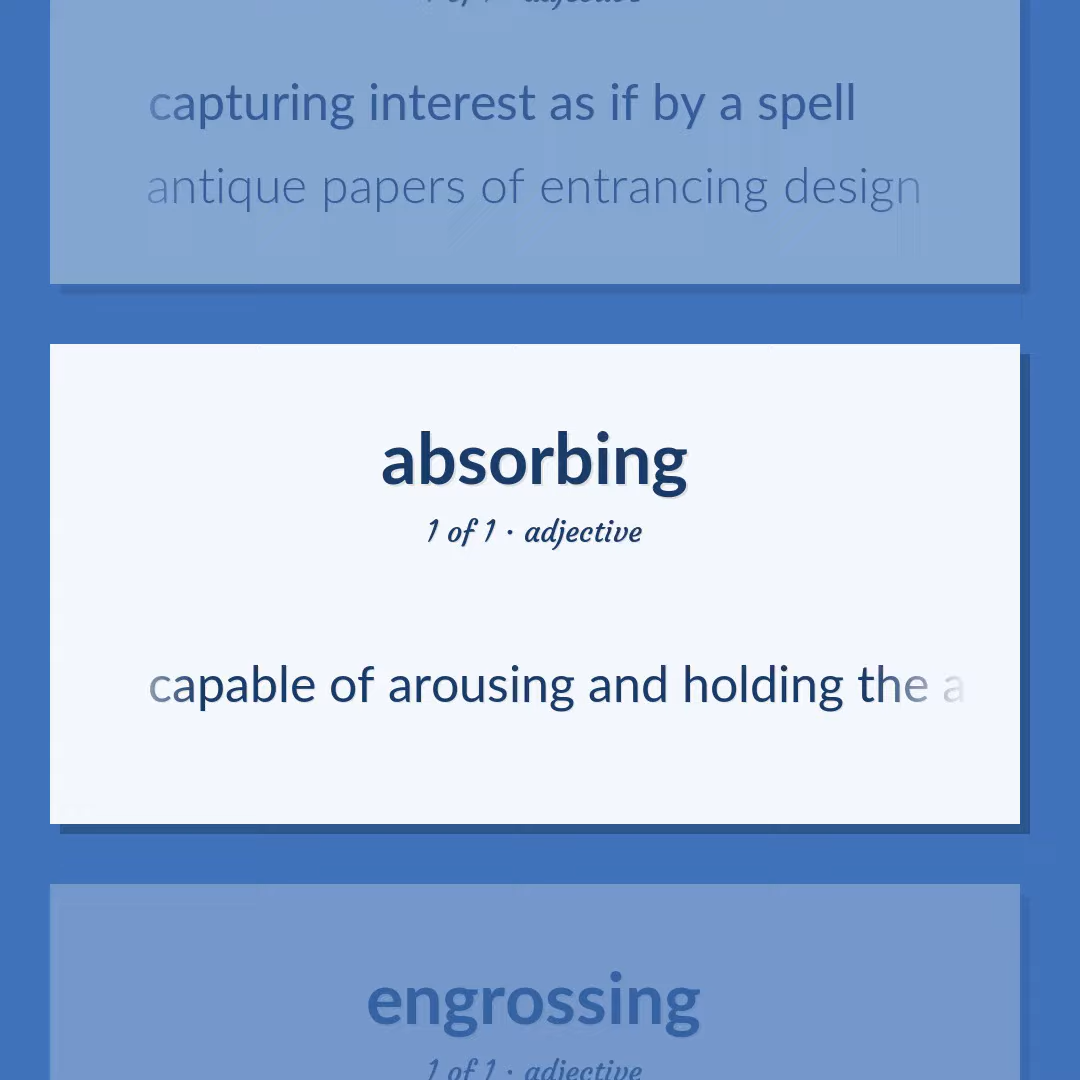 capturing interest as if by a spell
antique papers of entrancing design
absorbing
1 of 1 · adjective
capable of arousing and holding the a
engrossing
1 of 1 · adjective